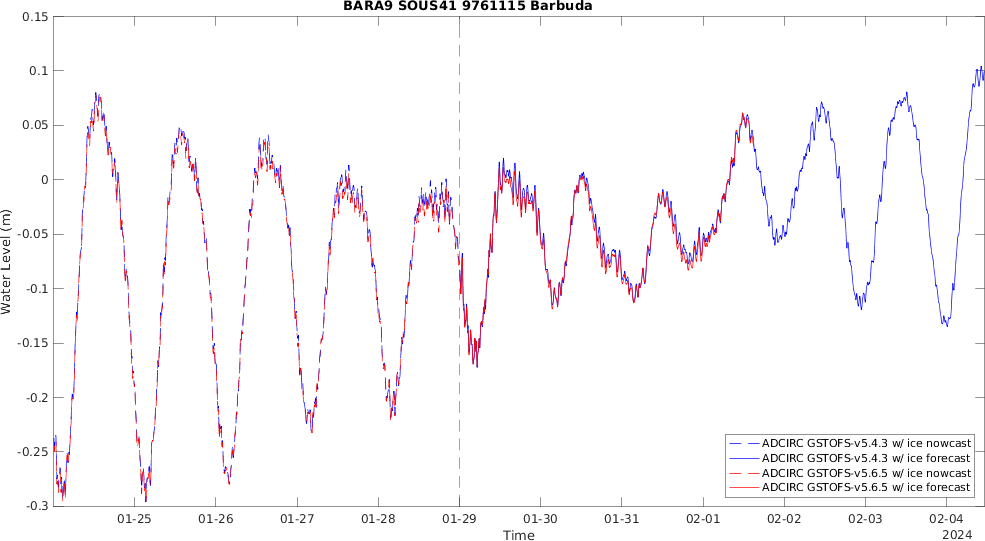 BARA9 SOUS41 9761115 Barbuda
0.15
0.1
0.05
0
-0.05
-0.1
-0.15
-0.2
-0.25
-0.3
Water Level (m)
01-25 01-26 01-27 01-28 01-29 01-30 01-31 02-01 02-02 02-03 02-04
Time
2024
ADCIRC GSTOFS-v5.4.3 w/ ice nowcast
ADCIRC GSTOFS-v5.4.3 w/ ice forecast
ADCIRC GSTOFS-v5.6.5 w/ ice nowcast
ADCIRC GSTOFS-v5.6.5 w/ ice forecast